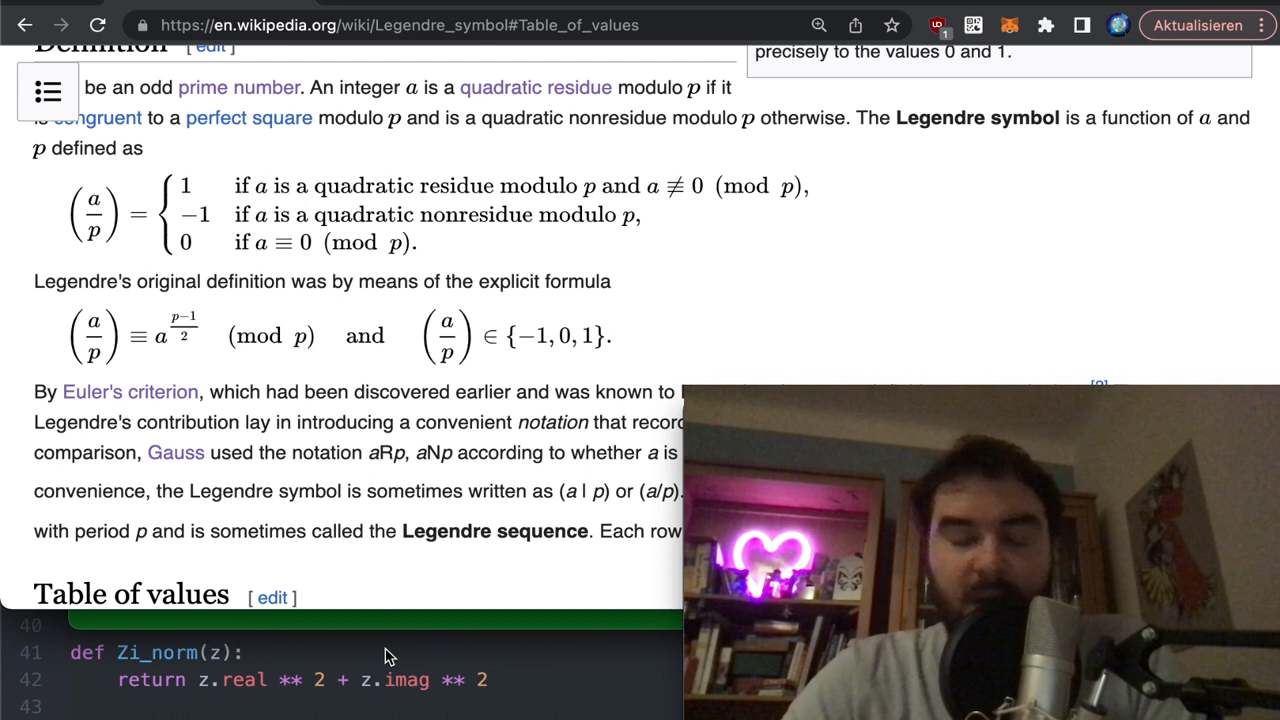 https://en.wikipedia.org/wiki/Legendre_symbol#Table_of_values
1
Aktualisieren
Definition [ edit ]
precisely to the values 0 and 1.
be an odd prime number. An integer a is a quadratic residue modulo p if it
is congruent to a perfect square modulo p and is a quadratic nonresidue modulo p otherwise. The Legendre symbol is a function of a and
p defined as
(a/p) = { 1 if a is a quadratic residue modulo p and a ≢ 0 (mod p),
−1 if a is a quadratic nonresidue modulo p,
0 if a ≡ 0 (mod p).
Legendre's original definition was by means of the explicit formula
(a/p) ≡ a^((p−1)/2) (mod p) and (a/p) ∈ {−1, 0, 1}.
By Euler's criterion, which had been discovered earlier and was known to
Legendre's contribution lay in introducing a convenient notation that
comparison, Gauss used the notation aRp, aNp according to whether a is
convenience, the Legendre symbol is sometimes written as (a | p) or (a/p).
with period p and is sometimes called the Legendre sequence. Each row
Table of values [ edit ]
40
41 def Zi_norm(z):
42 return z.real ** 2 + z.imag ** 2
43